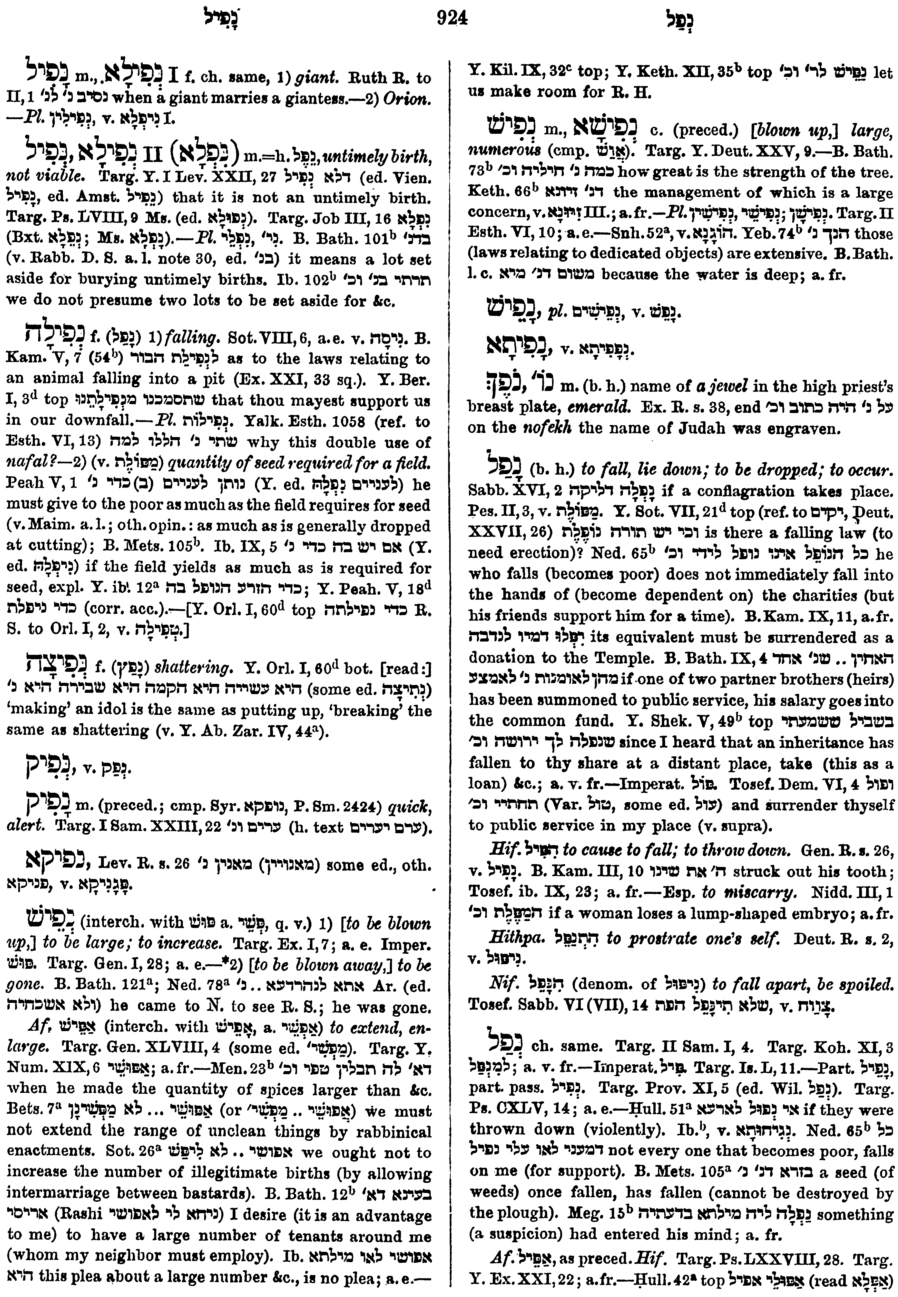 נָפִיל 924 נְפַל
נָפִיל m., נְפִילָא I f. ch. same, 1) giant. Ruth R. to
II, 1 נסיב נ' לנ' when a giant marries a giantess.—2) Orion.
—Pl. נְפִילִין, v. נִיפְלָא I.
נְפִילָא, נְפִיל II (נִפְלָא) m.=h. נֵפֶל, untimely birth,
not viable. Targ. Y. I Lev. XXII, 27 דלא נְפִיל (ed. Vien.
ed. Amst. נפיל) that it is not an untimely birth.
Targ. Ps. LVIII, 9 Ms. (ed. נְפוּלָא). Targ. Job III, 16 נִפְלָא
(Bxt. Ms.).—Pl. B. Bath. 101b בדנ'
(v. Rabb. D. S. a. l. note 30, ed. בנ') it means a lot set
aside for burying untimely births. Ib. 102b תרתי בנ' וכ'
we do not presume two lots to be set aside for &c.
נְפִילָה f. (נָפַל) 1) falling. Sot. VIII, 6, a. e. v. נִיסָה. B.
Kam. V, 7 (54b) לִנְפִילַת הבור as to the laws relating to
an animal falling into a pit (Ex. XXI, 33 sq.). Y. Ber.
I, 3d top שתסמכנו מִנְּפִילָתֵנוּ that thou mayest support us
in our downfall.—Pl. נְפִילוֹת. Yalk. Esth. 1058 (ref. to
Esth. VI, 13) שתי נ' הללו למה why this double use of
nafal?—2) (v. מַפּוֹלֶת) quantity of seed required for a field.
Peah V, 1 נותן לעניים (ב)כדי נ' (Y. ed. לעניים נְפָלָהּ) he
must give to the poor as much as the field requires for seed
(v. Maim. a. l.; oth. opin.: as much as is generally dropped
at cutting); B. Mets. 105b. Ib. IX, 5 אם יש בה כדי נ' (Y.
ed. נִיפְלָהּ) if the field yields as much as is required for
seed, expl. Y. ib. 12a כדי הזורע הנופל בה; Y. Peah. V, 18d
כדי ניפלת (corr. acc.).—[Y. Orl. I, 60d top כדי נפילתה R.
S. to Orl. I, 2, v. טְפִילָה.]
נְפִיצָה f. (נָפַץ) shattering. Y. Orl. I, 60d bot. [read:]
היא עשייה היא הקמה היא שבירה היא נ' (some ed. נְתִיצָה)
'making' an idol is the same as putting up, 'breaking' the
same as shattering (v. Y. Ab. Zar. IV, 44a).
נְפִיק, v. נְפַק.
נְפִיק m. (preced.; cmp. Syr. נופקא, P. Sm. 2424) quick,
alert. Targ. I Sam. XXIII, 22 ערים ונ' (h. text ערום יערים).
נפיקא, Lev. R. s. 26 מאנין נ' (מאנויין) some ed., oth.
פניקא, v. פָּגָנִיקָא.
נְפֵישׁ (interch. with פּוּשׁ a. פְּשֵׁי, q. v.) 1) [to be blown
up,] to be large; to increase. Targ. Ex. I, 7; a. e. Imper.
פּוּשׁ. Targ. Gen. I, 28; a. e.—*2) [to be blown away,] to be
gone. B. Bath. 121a; Ned. 78a אתא לנהרדעא .. נ' Ar. (ed.
ולא אשכחיה) he came to N. to see R. S.; he was gone.
Af. אַפֵּישׁ (interch. with אָפֵישׁ, a. אַפְשֵׁי) to extend, en-
large. Targ. Gen. XLVIII, 4 (some ed. מַפְשֵׁי'). Targ. Y.
Num. XIX, 6 אַפּוּשֵׁי; a. fr.—Men. 23b דא' לה תבלין טפי וכ'
when he made the quantity of spices larger than &c.
Bets. 7a אַפּוּשֵׁי ... לא מַפְּשִׁינָן (or אַפּוּשֵׁי .. מַפְּשֵׁי') we must
not extend the range of unclean things by rabbinical
enactments. Sot. 26a אפושי .. לא לִיפֵּשׁ we ought not to
increase the number of illegitimate births (by allowing
intermarriage between bastards). B. Bath. 12b בעינא דא'
אריסי (Rashi ניחא לי לאפושי) I desire (it is an advantage
to me) to have a large number of tenants around me
(whom my neighbor must employ). Ib. אפושי לאו מילתא
היא this plea about a large number &c., is no plea; a. e.—
Y. Kil. IX, 32c top; Y. Keth. XII, 35b top נַפֵּישׁ לר' וכ' let
us make room for R. H.
נְפִישׁ m., נְפִישָׁא c. (preced.) [blown up,] large,
numerous (cmp. אֲוֵושׁ). Targ. Y. Deut. XXV, 9.—B. Bath.
73b כמה נ' חיליה וכ' how great is the strength of the tree.
Keth. 66b דנ' זיונא the management of which is a large
concern, v. זִיוּנָא III.; a. fr.—Pl. נְפִישָׁן; נְפִישֵׁי, נְפִישִׁין. Targ. II
Esth. VI, 10; a. e.—Snh. 52a, v. הוֹגָנָא. Yeb. 74b הנך נ' those
(laws relating to dedicated objects) are extensive. B. Bath.
l. c. משום דנ' מיא because the water is deep; a. fr.
נָפִישׁ, pl. נְפִישִׁים, v. נֶפֶשׁ.
נְפִיתָא, v. נְפָפִיתָא.
נוֹ', נֹפֶךְ m. (b. h.) name of a jewel in the high priest's
breast plate, emerald. Ex. R. s. 38, end על נ' היה כתוב וכ'
on the nofekh the name of Judah was engraven.
נָפַל (b. h.) to fall, lie down; to be dropped; to occur.
Sabb. XVI, 2 נָפְלָה דליקה if a conflagration takes place.
Pes. II, 3, v. מַפּוֹלֶת. Y. Sot. VII, 21d top (ref. to יקים, Deut.
XXVII, 26) וכי יש תורה נוֹפֶלֶת is there a falling law (to
need erection)? Ned. 65b כל הנוֹפֵל אינו נופל לידי וכ' he
who falls (becomes poor) does not immediately fall into
the hands of (become dependent on) the charities (but
his friends support him for a time). B. Kam. IX, 11, a. fr.
יִפְּלוּ דמיו לנדבה its equivalent must be surrendered as a
donation to the Temple. B. Bath. IX, 4 האחין .. שנ' אחד
מהן לאומנות נ' לאמצע if one of two partner brothers (heirs)
has been summoned to public service, his salary goes into
the common fund. Y. Shek. V, 49b top בשביל ששמעתי
שנפלה לך ירושה וכ' since I heard that an inheritance has
fallen to thy share at a distant place, take (this as a
loan) &c.; a. v. fr.—Imperat. פּוֹל. Tosef. Dem. VI, 4 ופול
תחתיי וכ' (Var. טול, some ed. עול) and surrender thyself
to public service in my place (v. supra).
Hif. הִפִּיל to cause to fall; to throw down. Gen. R. s. 26,
v. נָפִיל. B. Kam. III, 10 ה' את שינו struck out his tooth;
Tosef. ib. IX, 23; a. fr.—Esp. to miscarry. Nidd. III, 1
הַמַּפֶּלֶת וכ' if a woman loses a lump-shaped embryo; a. fr.
Hithpa. הִתְנַפֵּל to prostrate one's self. Deut. R. s. 2,
v. נִיפּוּל.
Nif. הִנָּפֵל (denom. of נִיפּוּל) to fall apart, be spoiled.
Tosef. Sabb. VI (VII), 14 שלא תִּינָּפֵל הפת, v. צָוַוח.
נְפַל ch. same. Targ. II Sam. I, 4. Targ. Koh. XI, 3
לְמִנְפַּל; a. v. fr.—Imperat. פִּיל. Targ. Is. L, 11.—Part. נָפֵיל,
part. pass. נְפִיל. Targ. Prov. XI, 5 (ed. Wil. נְפַל). Targ.
Ps. CXLV, 14; a. e.—Ḥull. 51a אי נפול לארעא if they were
thrown down (violently). Ib.b, v. נְגִיחוּתָא. Ned. 65b כל
דמעני לאו עלי נפיל not every one that becomes poor, falls
on me (for support). B. Mets. 105a בזרא דנ' נ' a seed (of
weeds) once fallen, has fallen (cannot be destroyed by
the plough). Meg. 15b נָפְלָה ליה מילתא בדעתיה something
(a suspicion) had entered his mind; a. fr.
Af. אַפֵּיל, as preced. Hif. Targ. Ps. LXXVIII, 28. Targ.
Y. Ex. XXI, 22; a. fr.—Ḥull. 42a top אַפּוּלֵי אפיל (read אַפָּלָא)